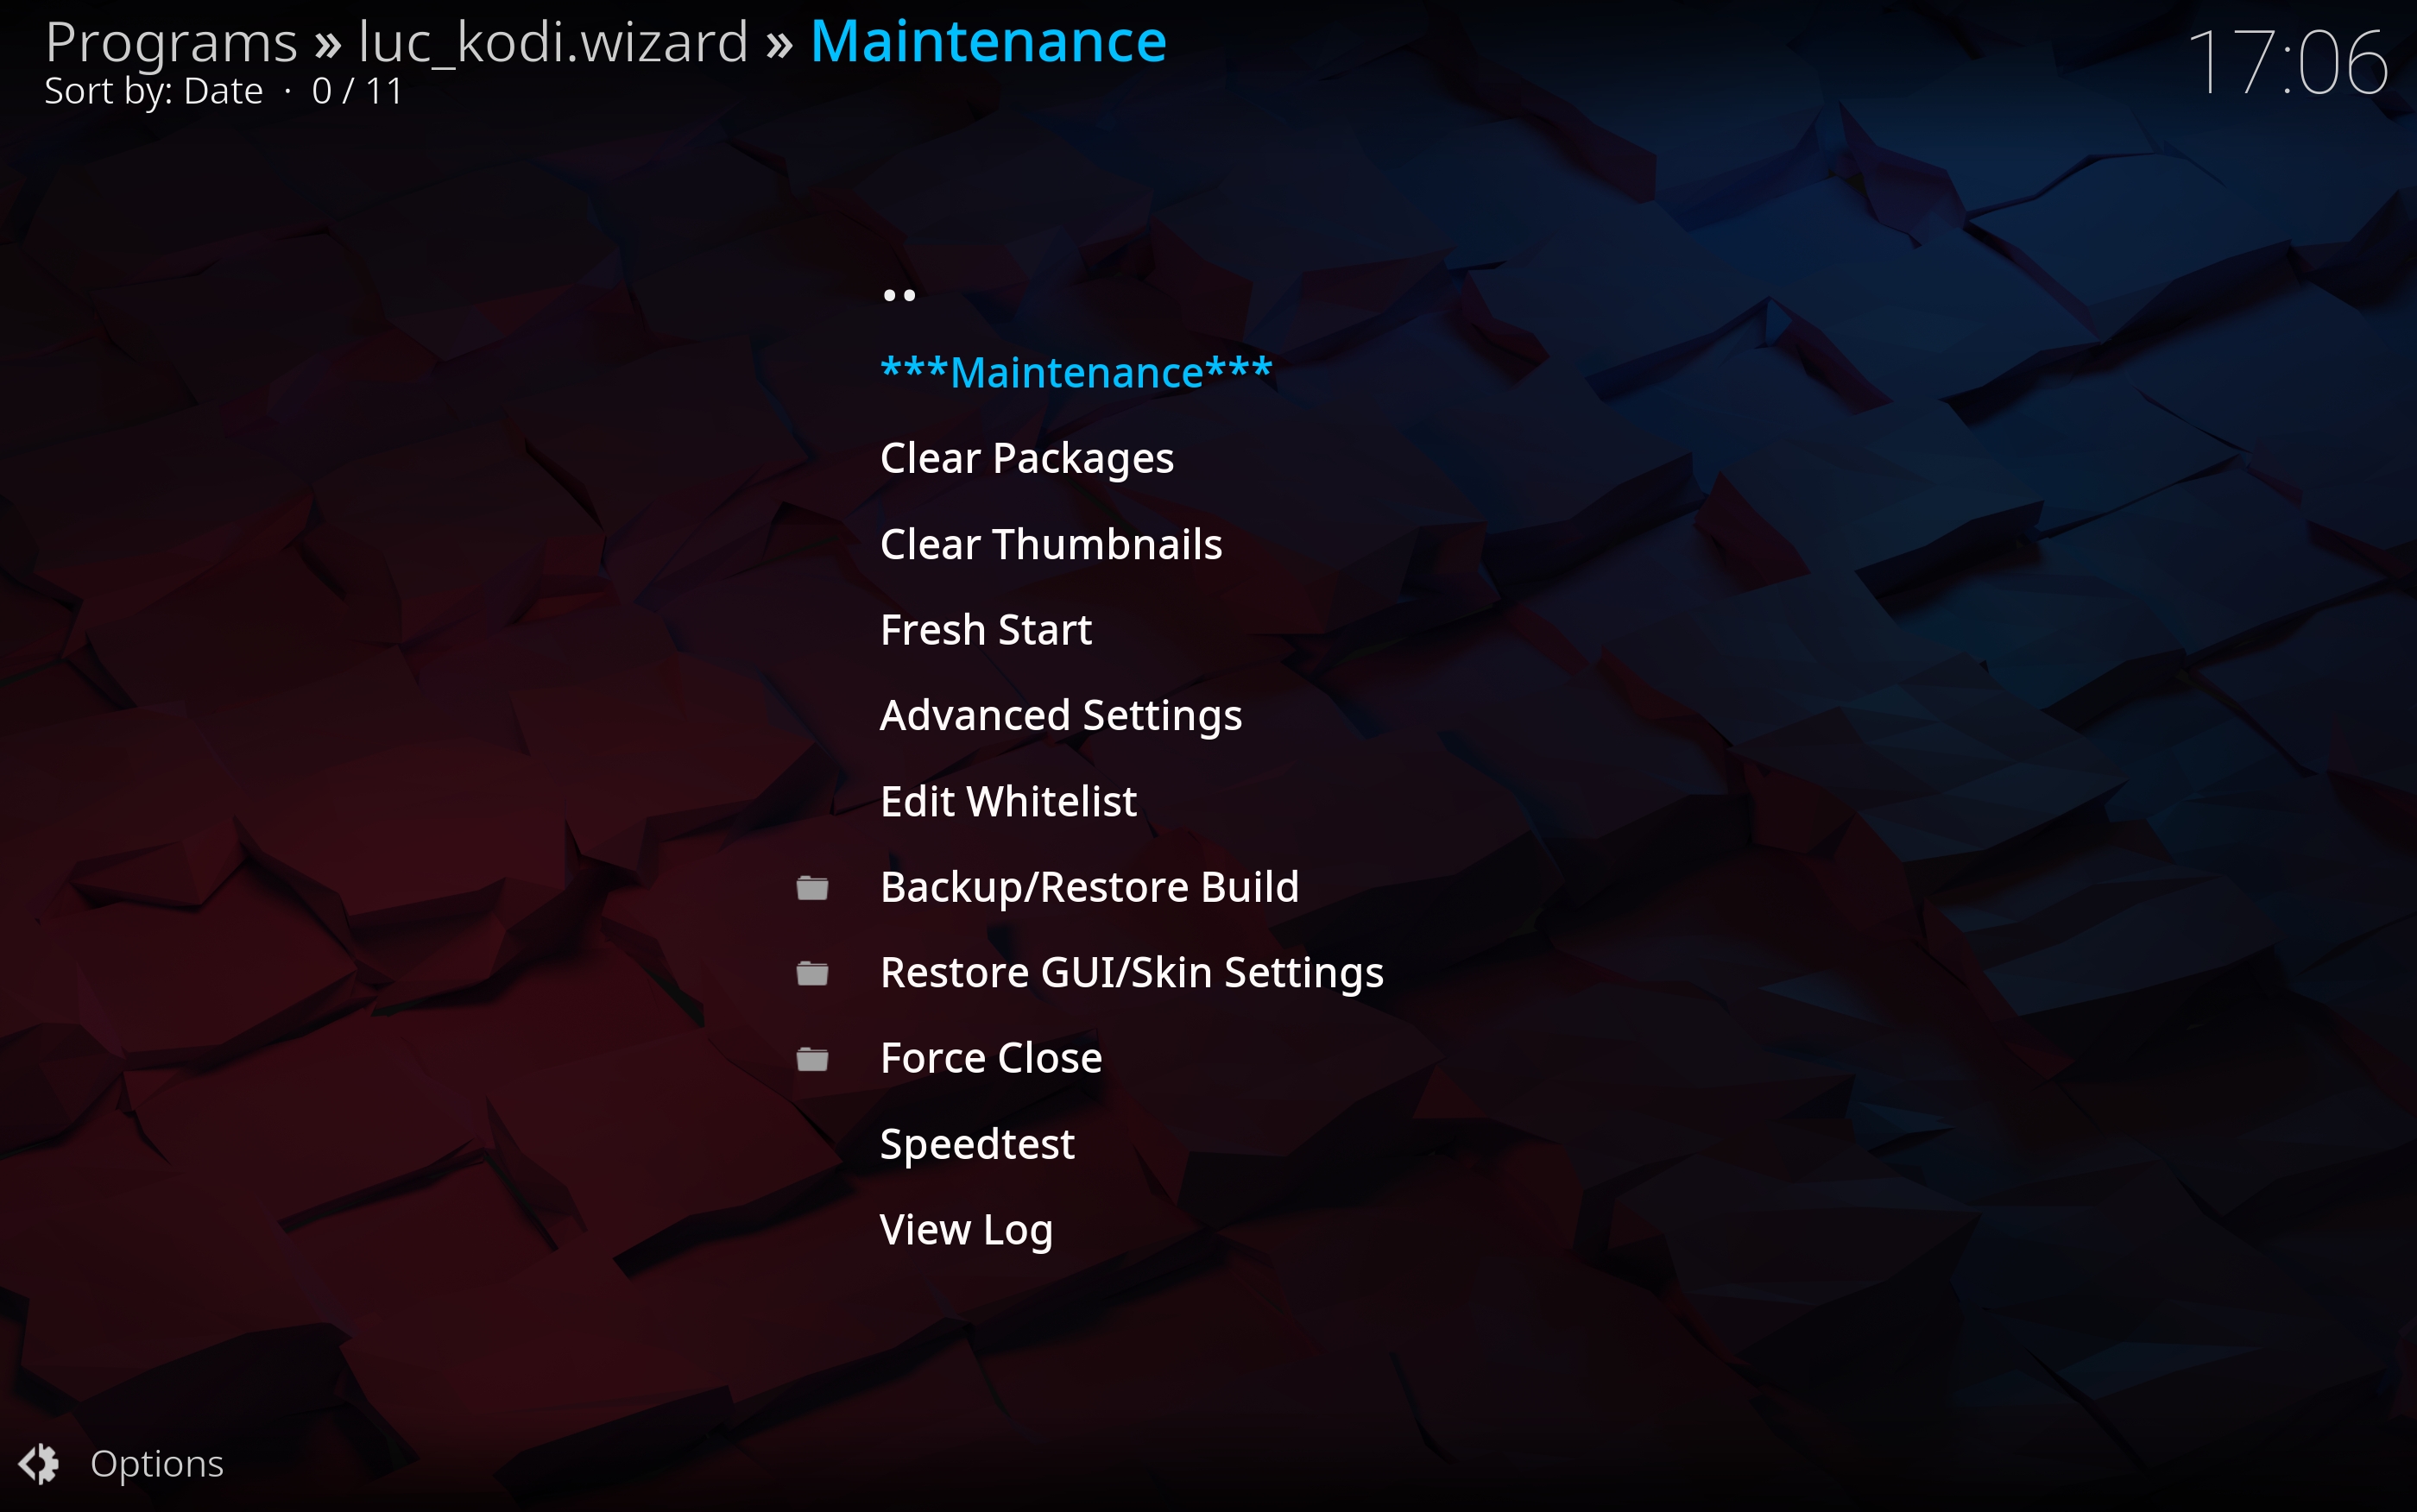 Programs » luc_kodi.wizard » Maintenance
17:06
Sort by: Date · 0 / 11
..
***Maintenance***
Clear Packages
Clear Thumbnails
Fresh Start
Advanced Settings
Edit Whitelist
Backup/Restore Build
Restore GUI/Skin Settings
Force Close
Speedtest
View Log
Options